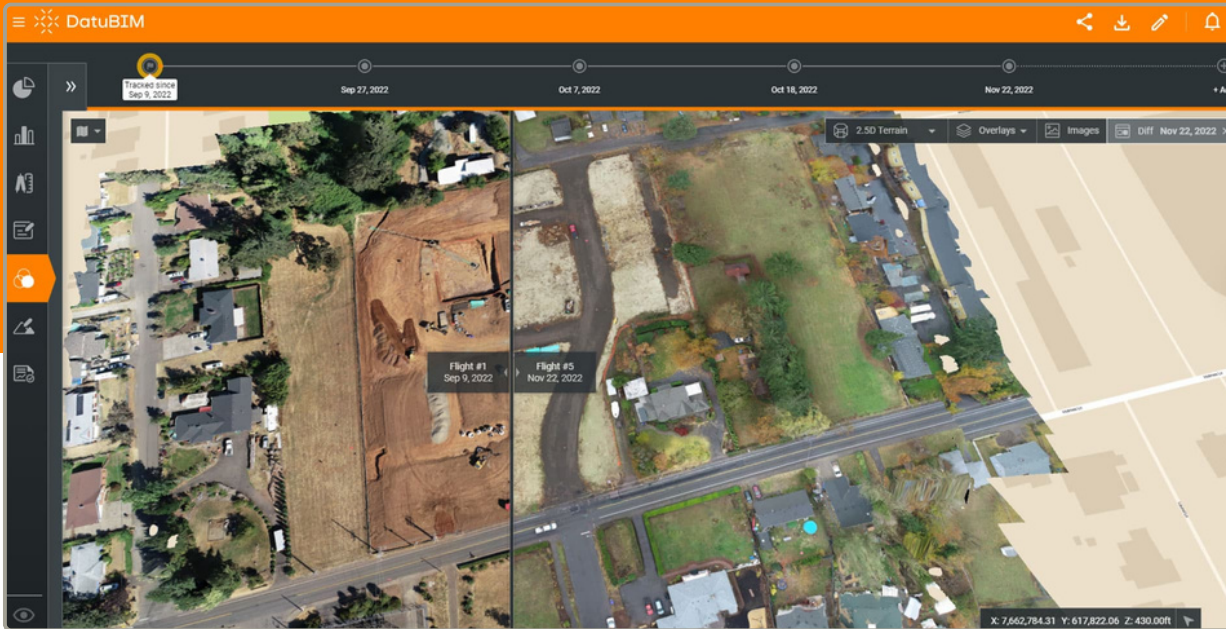 DatuBIM
Tracked since
Sep 9, 2022
Sep 27, 2022
Oct 7, 2022
Oct 18, 2022
Nov 22, 2022
2.5D Terrain
Overlays
Images
Diff Nov 22, 2022
Flight #1
Sep 9, 2022
Flight #5
Nov 22, 2022
X: 7,662,784.31 Y: 617,822.06 Z: 430.00ft